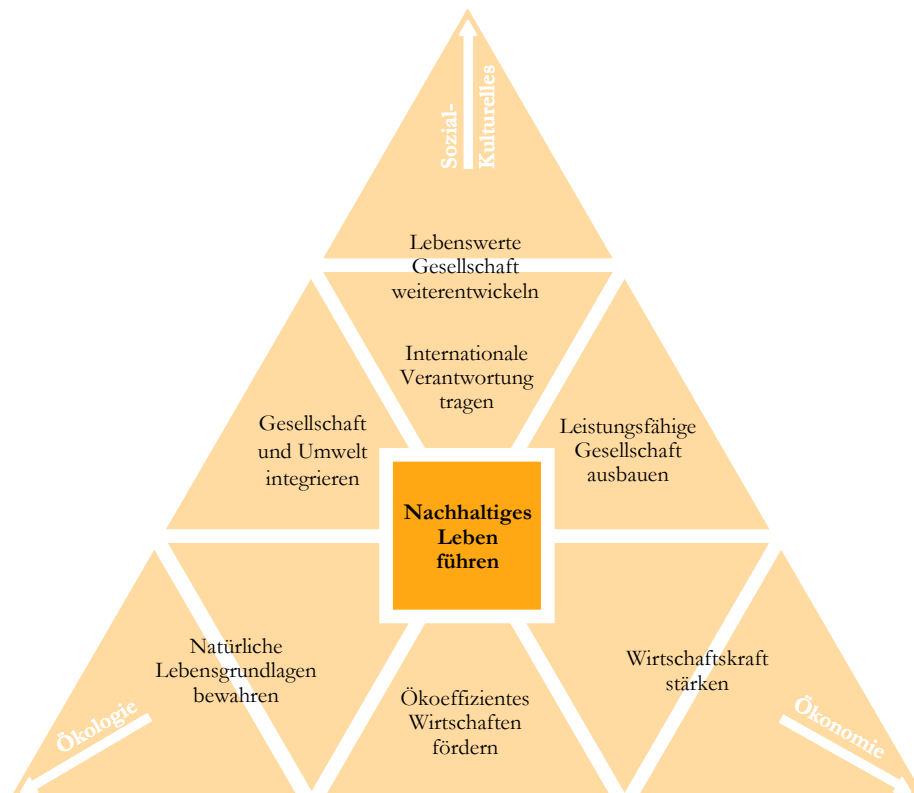 Sozial-
Kulturelles
Lebenswerte
Gesellschaft
weiterentwickeln
Internationale
Verantwortung
tragen
Gesellschaft
und Umwelt
integrieren
Leistungsfähige
Gesellschaft
ausbauen
Nachhaltiges
Leben
führen
Natürliche
Lebensgrundlagen
bewahren
Wirtschaftskraft
stärken
Ökoeffizientes
Wirtschaften
fördern
Ökologie
Ökonomie